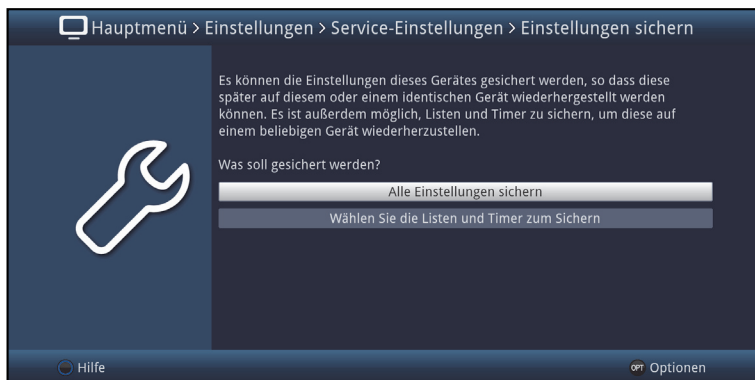 Hauptmenü > Einstellungen > Service-Einstellungen > Einstellungen sichern
Es können die Einstellungen dieses Gerätes gesichert werden, so dass diese
später auf diesem oder einem identischen Gerät wiederhergestellt werden
können. Es ist außerdem möglich, Listen und Timer zu sichern, um diese auf
einem beliebigen Gerät wiederherzustellen.
Was soll gesichert werden?
Alle Einstellungen sichern
Wählen Sie die Listen und Timer zum Sichern
Hilfe
OPT Optionen